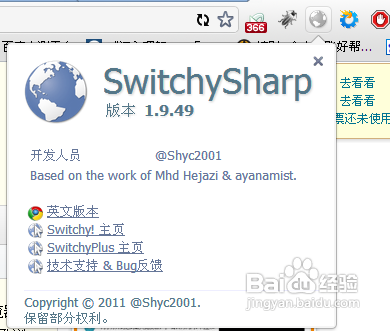 366
去看看
去看看
票还未使用
SwitchySharp
版本 1.9.49
开发人员 @Shyc2001
Based on the work of Mhd Hejazi & ayanamist.
英文版本
Switchy! 主页
SwitchyPlus 主页
技术支持 & Bug反馈
Copyright © 2011 @Shyc2001.
保留部分权利。
Baidu 经验
jingyan.baidu.com